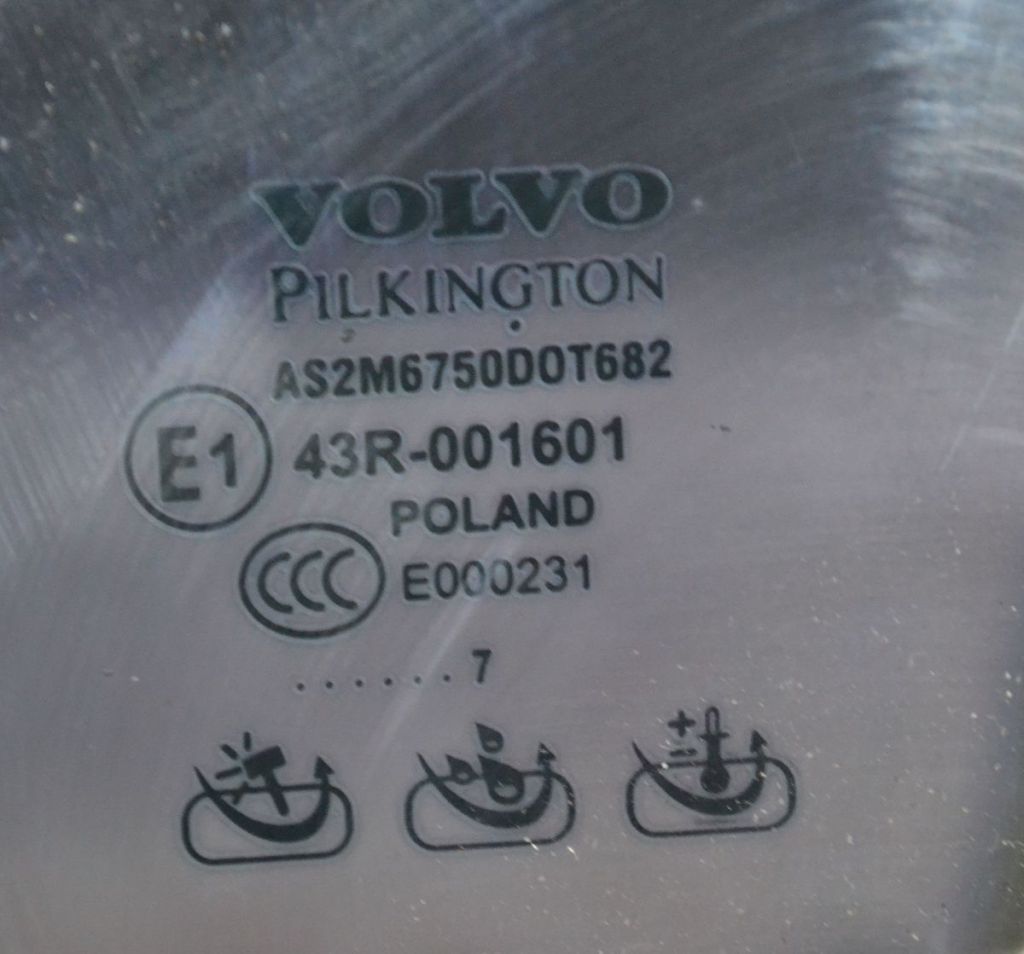 VOLVO
PILKINGTON
AS2M6750DOT682
E1 43R-001601
POLAND
CCC E000231
......7